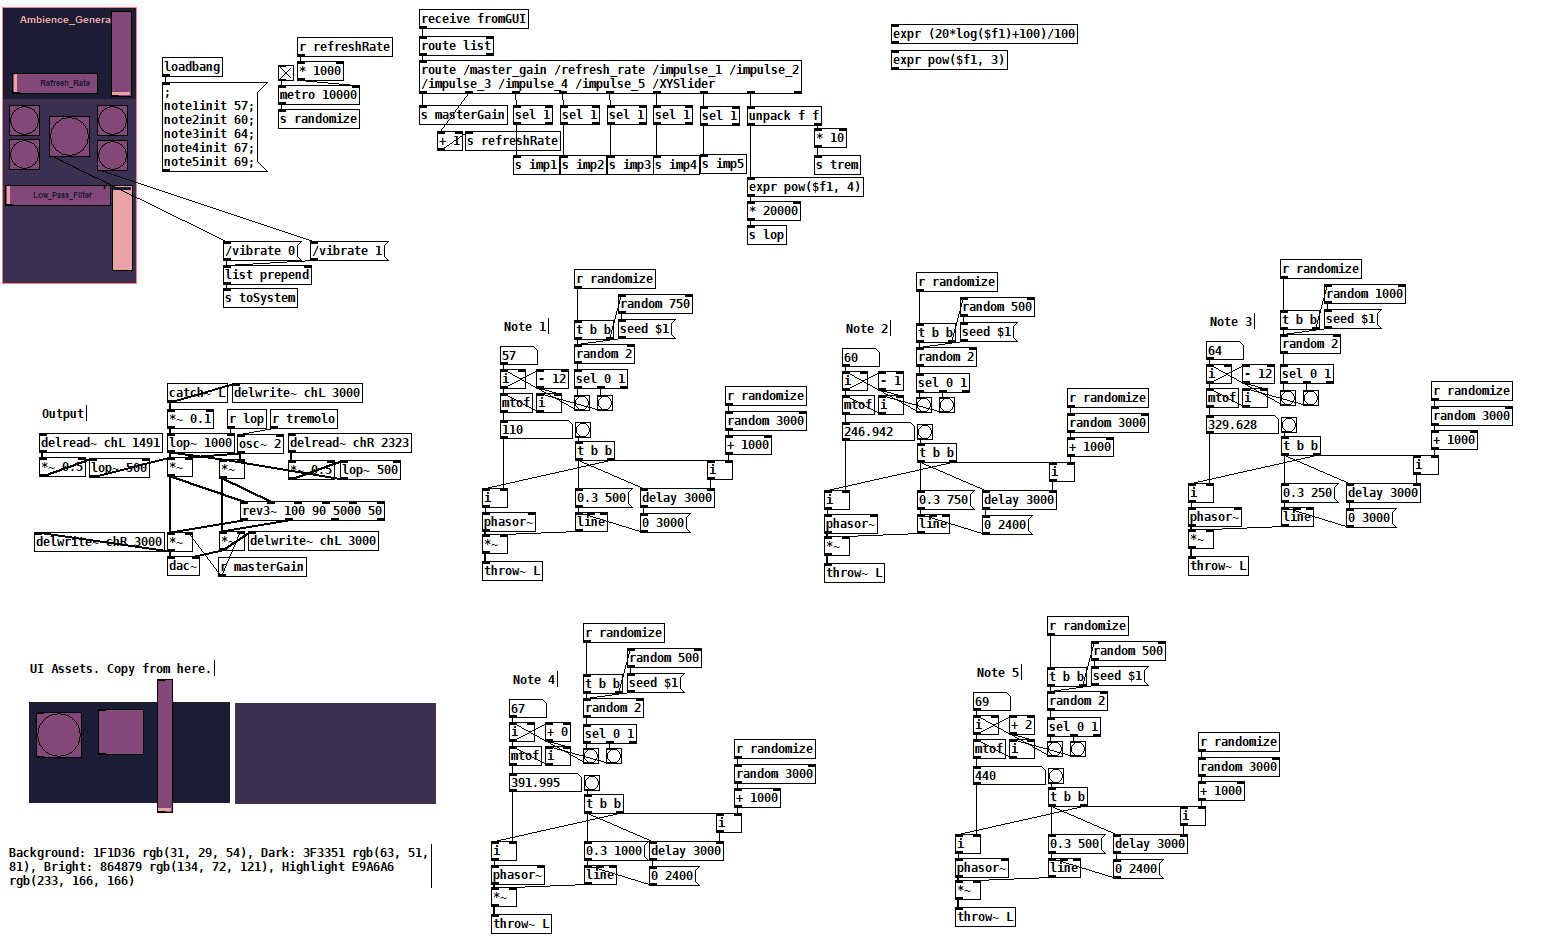 Ambience_Genera
Refresh_Rate
Low_Pass_Filter
loadbang
;
note1init 57;
note2init 60;
note3init 64;
note4init 67;
note5init 69;
r refreshRate
* 1000
metro 10000
s randomize
receive fromGUI
route list
route /master_gain /refresh_rate /impulse_1 /impulse_2
/impulse_3 /impulse_4 /impulse_5 /XYSlider
s masterGain
sel 1
sel 1
sel 1
sel 1
sel 1
unpack f f
+ 1
s refreshRate
* 10
s imp1
s imp2
s imp3
s imp4
s imp5
s trem
expr pow($f1, 4)
* 20000
s lop
expr (20*log($f1)+100)/100
expr pow($f1, 3)
/vibrate 0
/vibrate 1
list prepend
s toSystem
Note 1
r randomize
random 750
t b b
seed $1
57
random 2
i
- 12
sel 0 1
mtof
i
110
r randomize
random 3000
+ 1000
t b b
i
i
0.3 500
delay 3000
phasor~
line
0 3000
*~
throw~ L
Note 2
r randomize
random 500
t b b
seed $1
60
random 2
i
- 1
sel 0 1
mtof
i
246.942
r randomize
random 3000
+ 1000
t b b
i
i
0.3 750
delay 3000
phasor~
line
0 2400
*~
throw~ L
Note 3
r randomize
random 1000
t b b
seed $1
64
random 2
i
- 12
sel 0 1
mtof
i
329.628
r randomize
random 3000
+ 1000
t b b
i
i
0.3 250
delay 3000
phasor~
line
0 3000
*~
throw~ L
Output
catch~ L
delwrite~ chL 3000
*~ 0.1
r lop
r tremolo
delread~ chL 1491
lop~ 1000
osc~ 2
delread~ chR 2323
*~ 0.5
lop~ 500
*~
*~
*~ 0.5
lop~ 500
rev3~ 100 90 5000 50
delwrite~ chR 3000
*~
*~
delwrite~ chL 3000
dac~
r masterGain
UI Assets. Copy from here.
Background: 1F1D36 rgb(31, 29, 54), Dark: 3F3351 rgb(63, 51,
81), Bright: 864879 rgb(134, 72, 121), Highlight E9A6A6
rgb(233, 166, 166)
Note 4
r randomize
random 500
t b b
seed $1
67
random 2
i
+ 0
sel 0 1
mtof
i
391.995
r randomize
random 3000
+ 1000
t b b
i
i
0.3 1000
delay 3000
phasor~
line
0 2400
*~
throw~ L
Note 5
r randomize
random 500
t b b
seed $1
69
random 2
i
+ 2
sel 0 1
mtof
i
440
r randomize
random 3000
+ 1000
t b b
i
i
0.3 500
delay 3000
phasor~
line
0 2400
*~
throw~ L